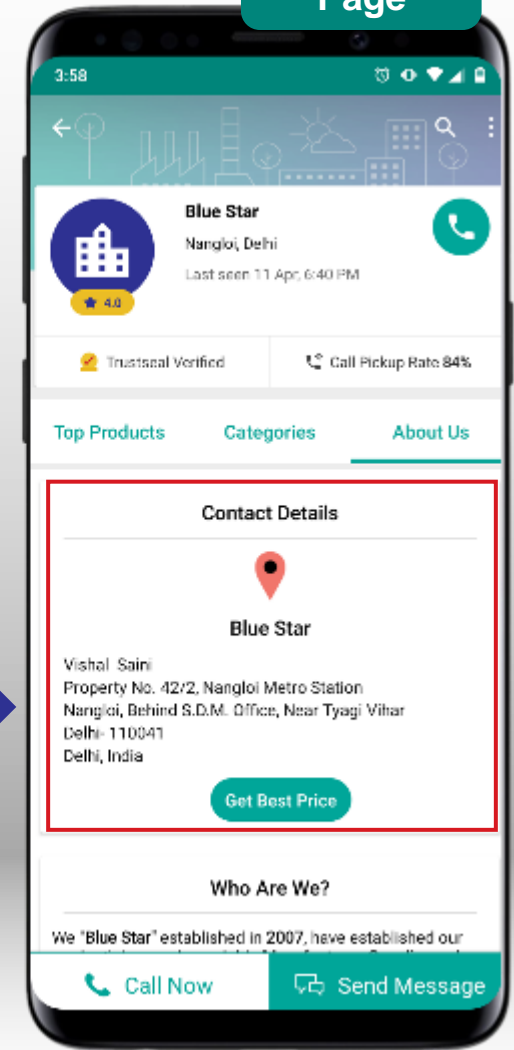 Page
3:58
Blue Star
Nangloi, Delhi
Last seen 11 Apr, 6:40 PM
4.0
Trustseal Verified
Call Pickup Rate 84%
Top Products
Categories
About Us
Contact Details
Blue Star
Vishal Saini
Property No. 42/2, Nangloi Metro Station
Nangloi, Behind S.D.M. Office, Near Tyagi Vihar
Delhi- 110041
Delhi, India
Get Best Price
Who Are We?
We "Blue Star" established in 2007, have established our
Call Now
Send Message